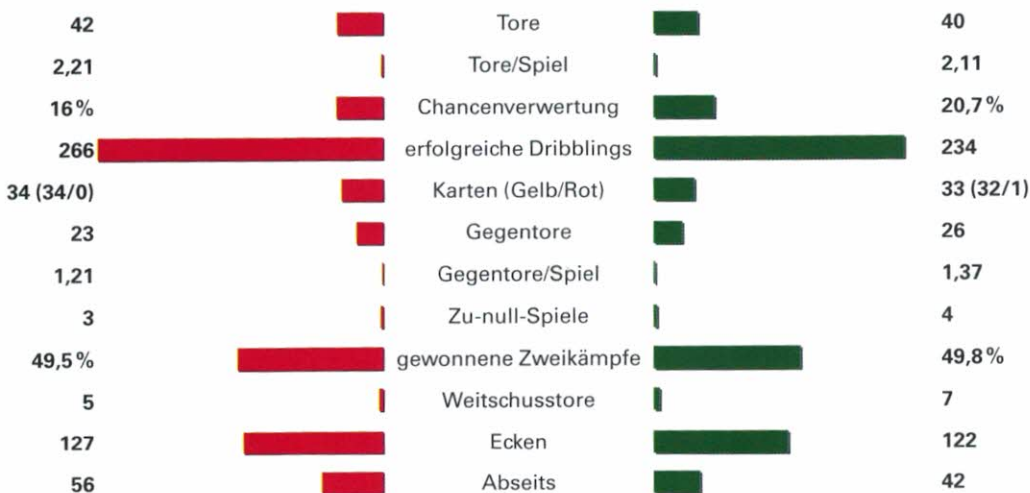 42 Tore 40
2,21 Tore/Spiel 2,11
16% Chancenverwertung 20,7%
266 erfolgreiche Dribblings 234
34 (34/0) Karten (Gelb/Rot) 33 (32/1)
23 Gegentore 26
1,21 Gegentore/Spiel 1,37
3 Zu-null-Spiele 4
49,5% gewonnene Zweikämpfe 49,8%
5 Weitschusstore 7
127 Ecken 122
56 Abseits 42